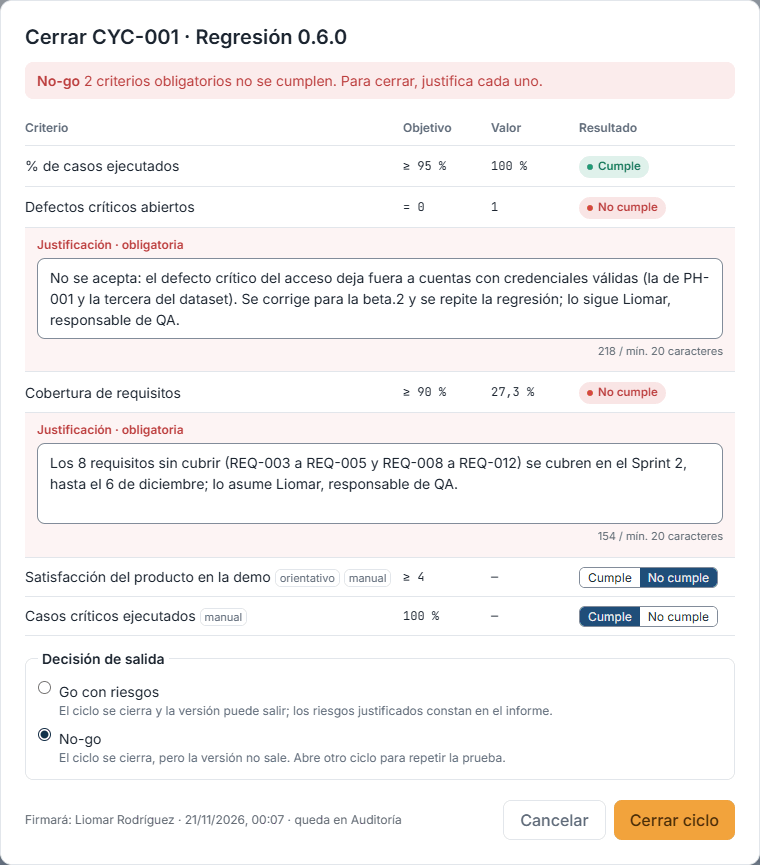 Cerrar CYC-001 · Regresión 0.6.0
No-go 2 criterios obligatorios no se cumplen. Para cerrar, justifica cada uno.
Criterio Objetivo Valor Resultado
% de casos ejecutados ≥ 95 % 100 % Cumple
Defectos críticos abiertos = 0 1 No cumple
Justificación · obligatoria
No se acepta: el defecto crítico del acceso deja fuera a cuentas con credenciales válidas (la de PH-
001 y la tercera del dataset). Se corrige para la beta.2 y se repite la regresión; lo sigue Liomar,
responsable de QA.
218 / mín. 20 caracteres
Cobertura de requisitos ≥ 90 % 27,3 % No cumple
Justificación · obligatoria
Los 8 requisitos sin cubrir (REQ-003 a REQ-005 y REQ-008 a REQ-012) se cubren en el Sprint 2,
hasta el 6 de diciembre; lo asume Liomar, responsable de QA.
154 / mín. 20 caracteres
Satisfacción del producto en la demo orientativo manual ≥ 4 — Cumple No cumple
Casos críticos ejecutados manual 100 % — Cumple No cumple
Decisión de salida
Go con riesgos
El ciclo se cierra y la versión puede salir; los riesgos justificados constan en el informe.
No-go
El ciclo se cierra, pero la versión no sale. Abre otro ciclo para repetir la prueba.
Firmará: Liomar Rodríguez · 21/11/2026, 00:07 · queda en Auditoría
Cancelar Cerrar ciclo